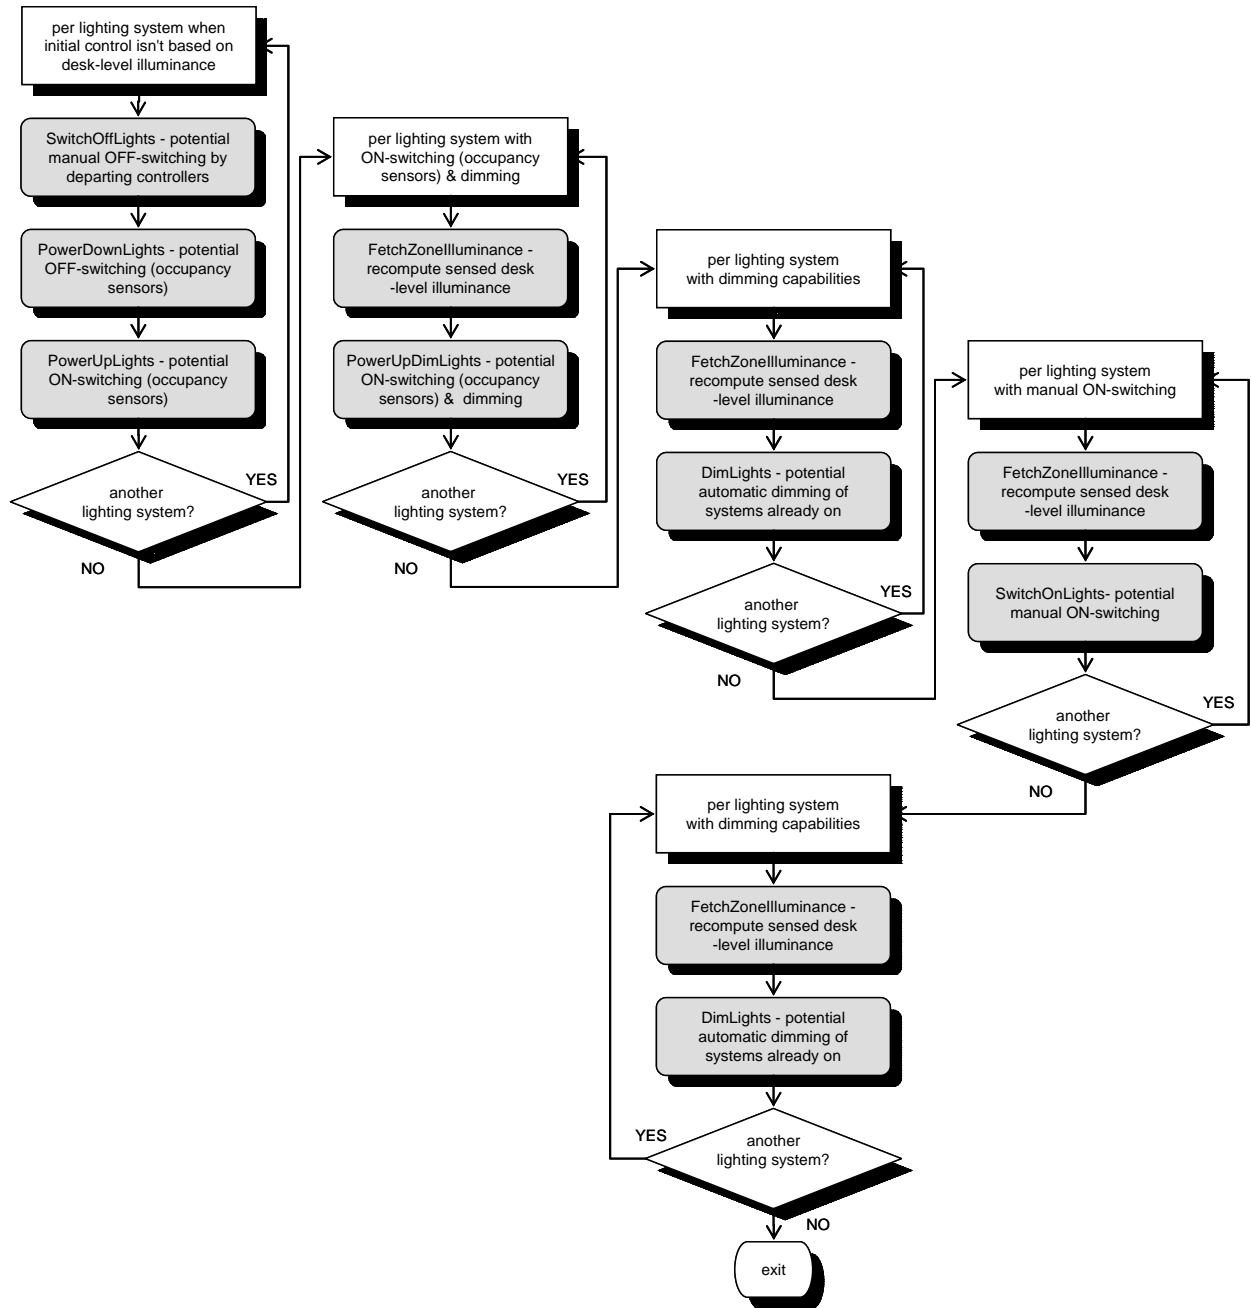 per lighting system when
initial control isn't based on
desk-level illuminance
SwitchOffLights - potential
manual OFF-switching by
departing controllers
PowerDownLights - potential
OFF-switching (occupancy
sensors)
PowerUpLights - potential
ON-switching (occupancy
sensors)
another
lighting system?
YES
NO
per lighting system with
ON-switching (occupancy
sensors) & dimming
FetchZoneIlluminance -
recompute sensed desk
-level illuminance
PowerUpDimLights - potential
ON-switching (occupancy
sensors) & dimming
another
lighting system?
YES
NO
per lighting system
with dimming capabilities
FetchZoneIlluminance -
recompute sensed desk
-level illuminance
DimLights - potential
automatic dimming of
systems already on
another
lighting system?
YES
NO
per lighting system
with manual ON-switching
FetchZoneIlluminance -
recompute sensed desk
-level illuminance
SwitchOnLights- potential
manual ON-switching
another
lighting system?
YES
NO
per lighting system
with dimming capabilities
FetchZoneIlluminance -
recompute sensed desk
-level illuminance
DimLights - potential
automatic dimming of
systems already on
another
lighting system?
YES
NO
exit